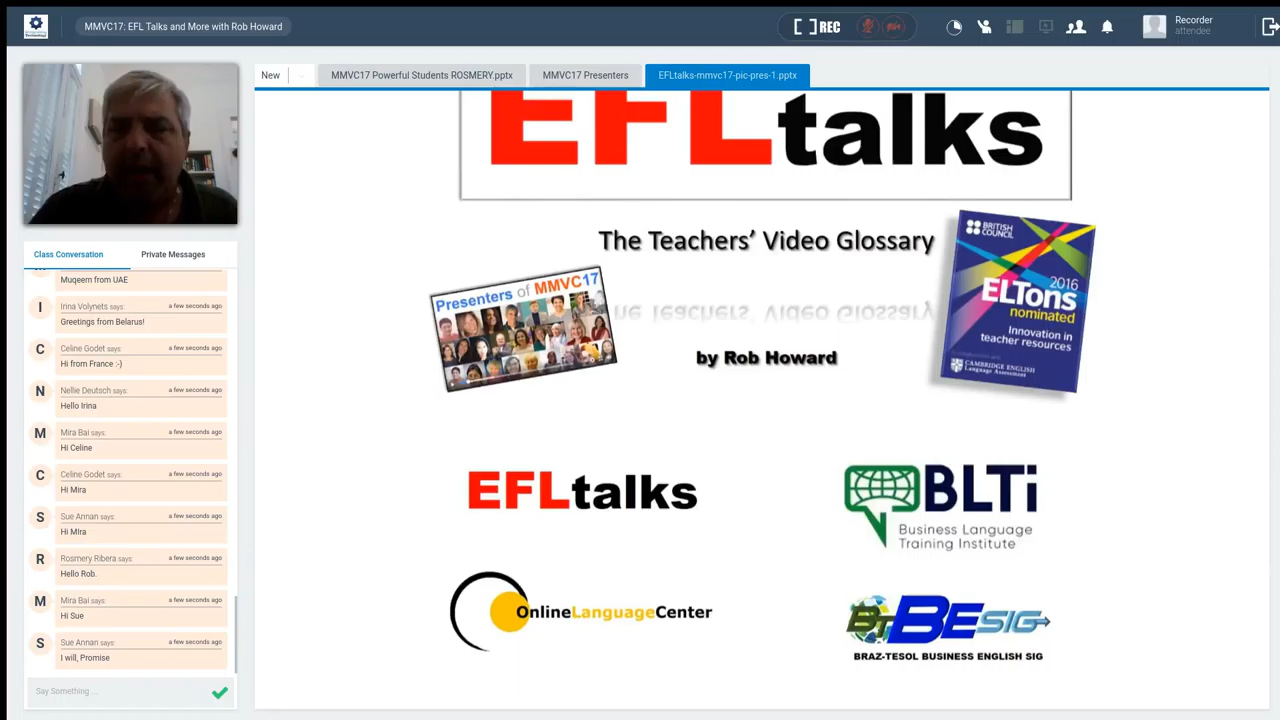 MMVC17: EFL Talks and More with Rob Howard
[ ] REC
Recorder
attendee
New
MMVC17 Powerful Students ROSMERY.pptx
MMVC17 Presenters
EFLtalks-mmvc17-pic-pres-1.pptx
Class Conversation
Private Messages
Muqeem from UAE
I
Irina Volynets says:
a few seconds ago
Greetings from Belarus!
C
Celine Godet says:
a few seconds ago
Hi from France :-)
N
Nellie Deutsch says:
a few seconds ago
Hello Irina
M
Mira Bai says:
a few seconds ago
Hi Celine
C
Celine Godet says:
a few seconds ago
Hi Mira
S
Sue Annan says:
a few seconds ago
Hi MIra
R
Rosmery Ribera says:
a few seconds ago
Hello Rob.
M
Mira Bai says:
a few seconds ago
Hi Sue
S
Sue Annan says:
a few seconds ago
I will, Promise
Say Something...
EFLtalks
The Teachers' Video Glossary
Presenters of MMVC17
by Rob Howard
BRITISH
COUNCIL
2016
ELTons
nominated
Innovation in
teacher resources
CAMBRIDGE ENGLISH
Language Assessment
EFLtalks
BLTi
Business Language
Training Institute
OnlineLanguageCenter
BT BESIG
BRAZ-TESOL BUSINESS ENGLISH SIG